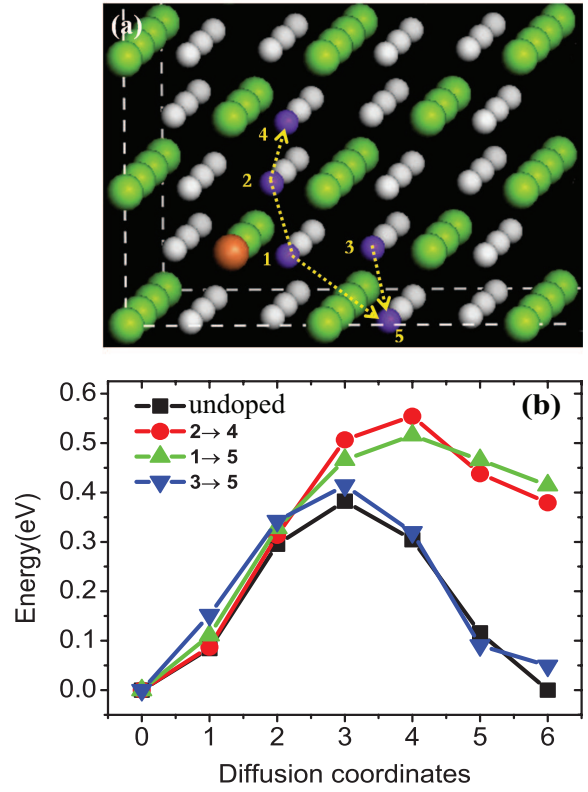 (a)
4
2
1
3
5
(b)
undoped
2→4
1→5
3→5
0.6
0.5
0.4
0.3
0.2
0.1
0.0
Energy(eV)
0 1 2 3 4 5 6
Diffusion coordinates